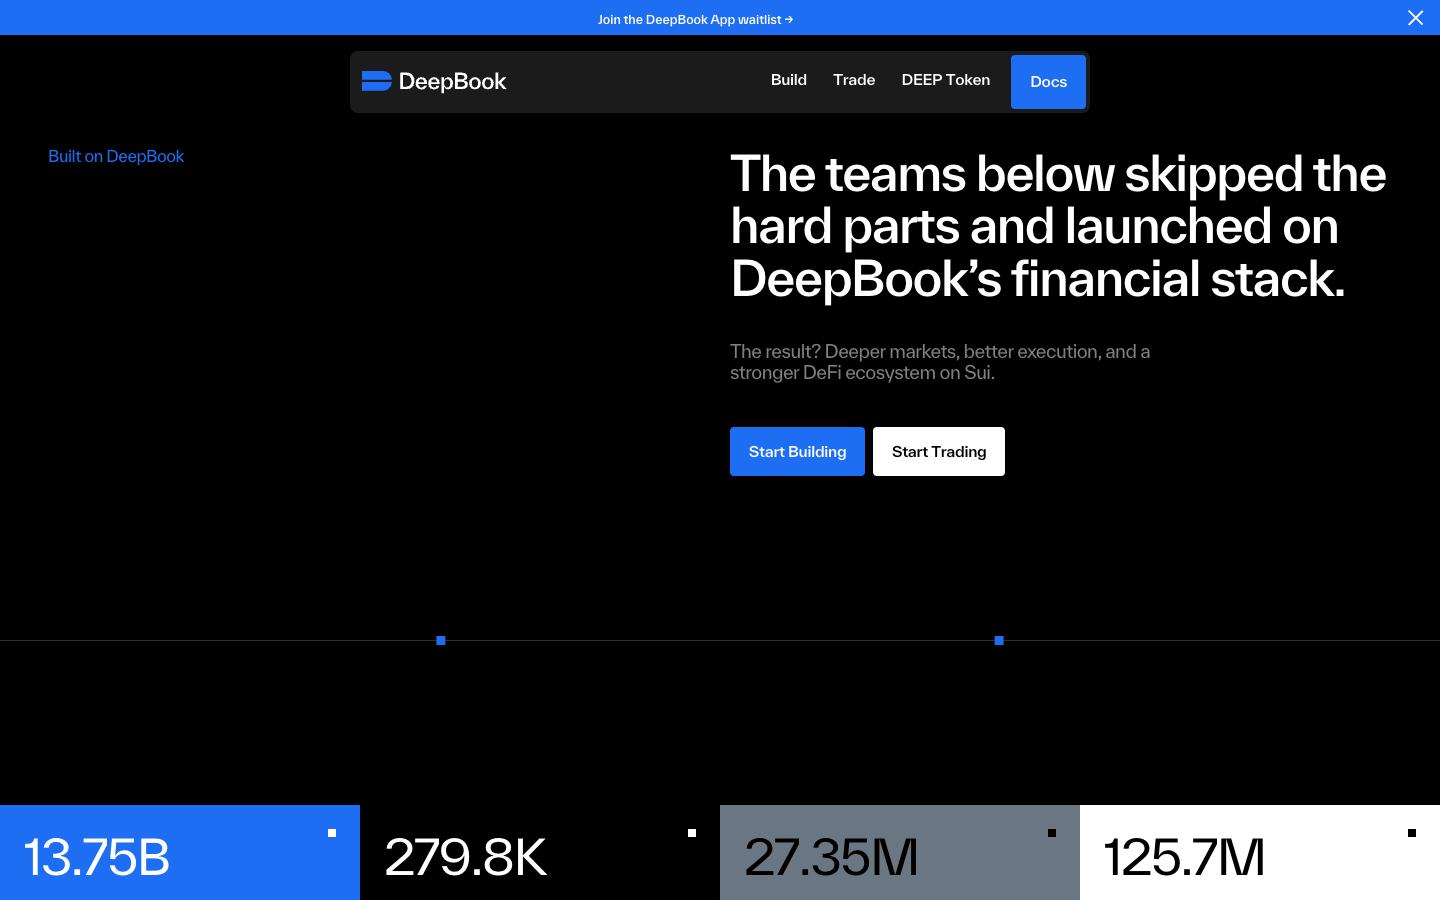 Join the DeepBook App waitlist →
DeepBook
Build
Trade
DEEP Token
Docs
Built on DeepBook
The teams below skipped the
hard parts and launched on
DeepBook’s financial stack.
The result? Deeper markets, better execution, and a
stronger DeFi ecosystem on Sui.
Start Building
Start Trading
13.75B
279.8K
27.35M
125.7M